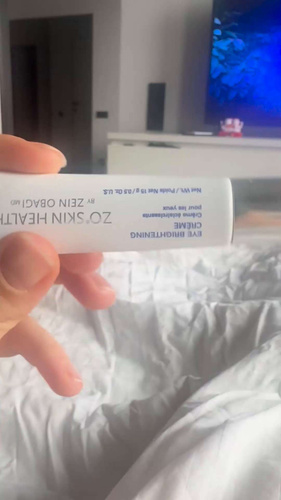 ZO® SKIN HEALTH
BY ZEIN OBAGI MD
EYE BRIGHTENING
CRÈME
Crème éclaircissante
pour les yeux
Net Wt. / Poids Net 15 g / 0.5 Oz. U.S.